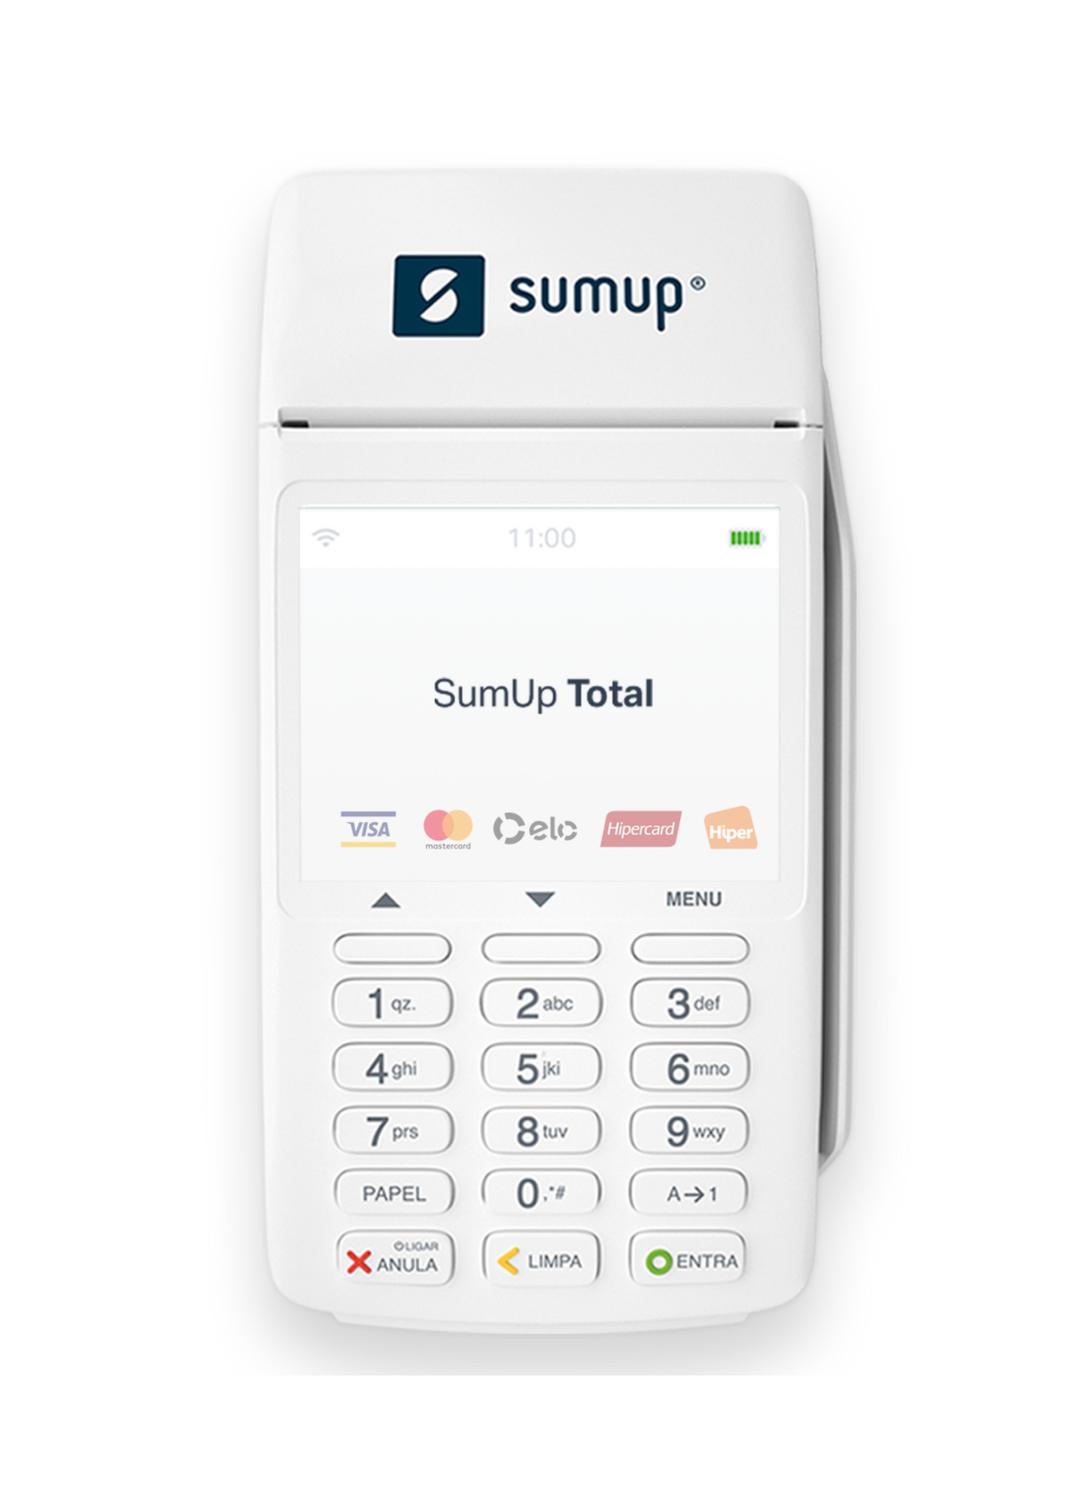 sumup®
11:00
SumUp Total
VISA mastercard elo Hipercard Hiper
MENU
1 qz. 2 abc 3 def
4 ghi 5 jkl 6 mno
7 prs 8 tuv 9 wxy
PAPEL 0 ,*# A→1
LIGAR
ANULA LIMPA ENTRA